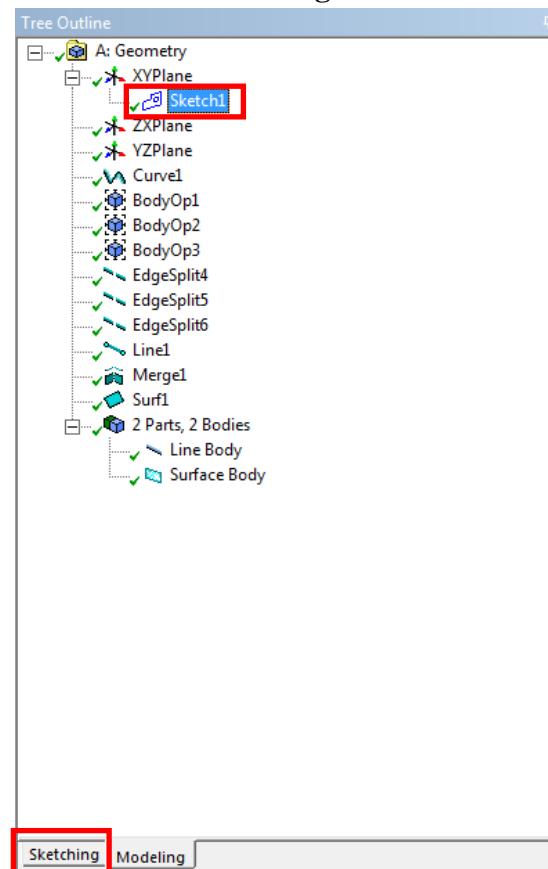 Tree Outline
A: Geometry
XYPlane
Sketch1
ZXPlane
YZPlane
Curve1
BodyOp1
BodyOp2
BodyOp3
EdgeSplit4
EdgeSplit5
EdgeSplit6
Line1
Merge1
Surf1
2 Parts, 2 Bodies
Line Body
Surface Body
Sketching Modeling